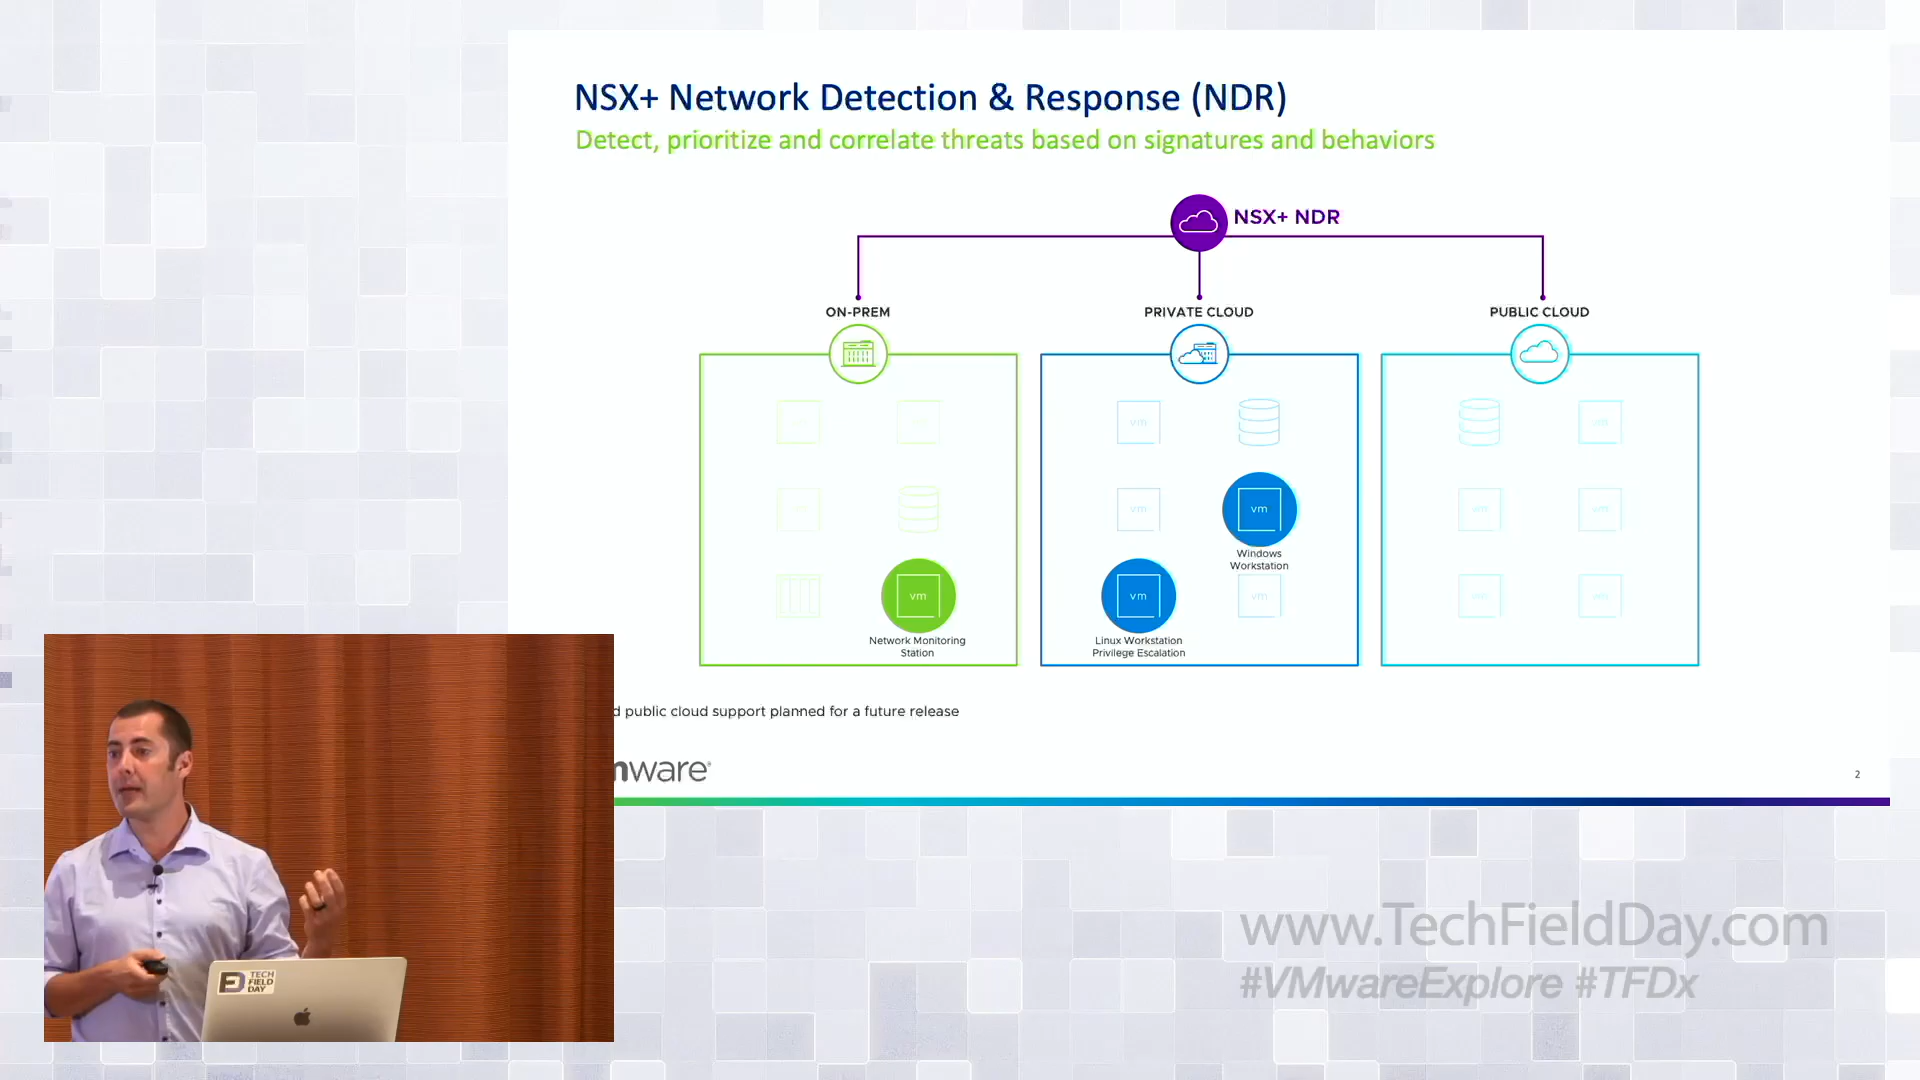 NSX+ Network Detection & Response (NDR)
Detect, prioritize and correlate threats based on signatures and behaviors
NSX+ NDR
ON-PREM
PRIVATE CLOUD
PUBLIC CLOUD
vm
vm
vm
vm
vm
vm
vm
vm
vm
vm
Windows
Workstation
vm
vm
vm
vm
vm
vm
Network Monitoring
Station
Linux Workstation
Privilege Escalation
public cloud support planned for a future release
mware
2
TECH
FIELD
DAY
www.TechFieldDay.com
#VMwareExplore #TFDx